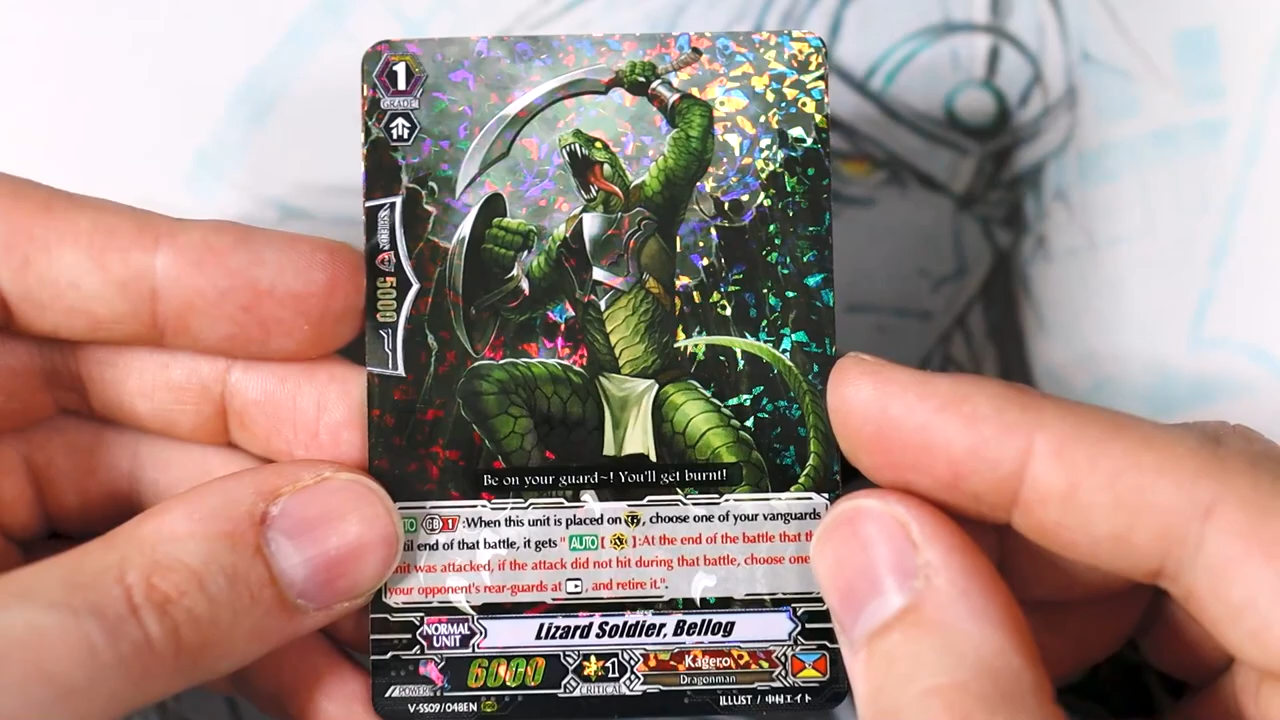 1
GRADE
SHIELD
5000
Be on your guard~! You'll get burnt!
GB 1 :When this unit is placed on , choose one of your vanguards
end of that battle, it gets " AUTO [ ]:At the end of the battle that
was attacked, if the attack did not hit during that battle, choose one
your opponent's rear-guards at , and retire it.".
NORMAL
UNIT
Lizard Soldier, Bellog
POWER
6000
1
CRITICAL
Kagero
Dragonman
V-SS09/048EN
ILLUST / 中村エイト